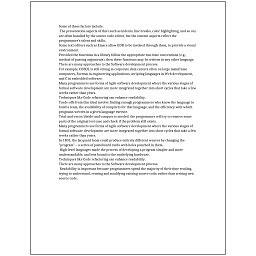 Some of these factors include:
The presentation aspects of this (such as indents, line breaks, color highlighting, and so on)
are often handled by the source code editor, but the content aspects reflect the
programmer's talent and skills.
Some text editors such as Emacs allow GDB to be invoked through them, to provide a visual
environment.
Provided the functions in a library follow the appropriate run-time conventions (e.g.,
method of passing arguments), then these functions may be written in any other language.
There are many approaches to the Software development process.
For example, COBOL is still strong in corporate data centers often on large mainframe
computers, Fortran in engineering applications, scripting languages in Web development,
and C in embedded software.
Many programmers use forms of Agile software development where the various stages of
formal software development are more integrated together into short cycles that take a few
weeks rather than years.
Techniques like Code refactoring can enhance readability.
Trade-offs from this ideal involve finding enough programmers who know the language to
build a team, the availability of compilers for that language, and the efficiency with which
programs written in a given language execute.
Trial-and-error/divide-and-conquer is needed: the programmer will try to remove some
parts of the original test case and check if the problem still exists.
Many programmers use forms of Agile software development where the various stages of
formal software development are more integrated together into short cycles that take a few
weeks rather than years.
In 1801, the Jacquard loom could produce entirely different weaves by changing the
"program" – a series of pasteboard cards with holes punched in them.
High-level languages made the process of developing a program simpler and more
understandable, and less bound to the underlying hardware.
Techniques like Code refactoring can enhance readability.
There are many approaches to the Software development process.
Readability is important because programmers spend the majority of their time reading,
trying to understand, reusing and modifying existing source code, rather than writing new
source code.